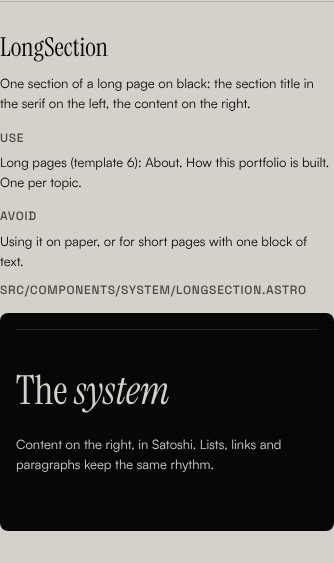 LongSection
One section of a long page on black: the section title in
the serif on the left, the content on the right.
USE
Long pages (template 6): About, How this portfolio is built.
One per topic.
AVOID
Using it on paper, or for short pages with one block of
text.
SRC/COMPONENTS/SYSTEM/LONGSECTION.ASTRO
The system
Content on the right, in Satoshi. Lists, links and
paragraphs keep the same rhythm.